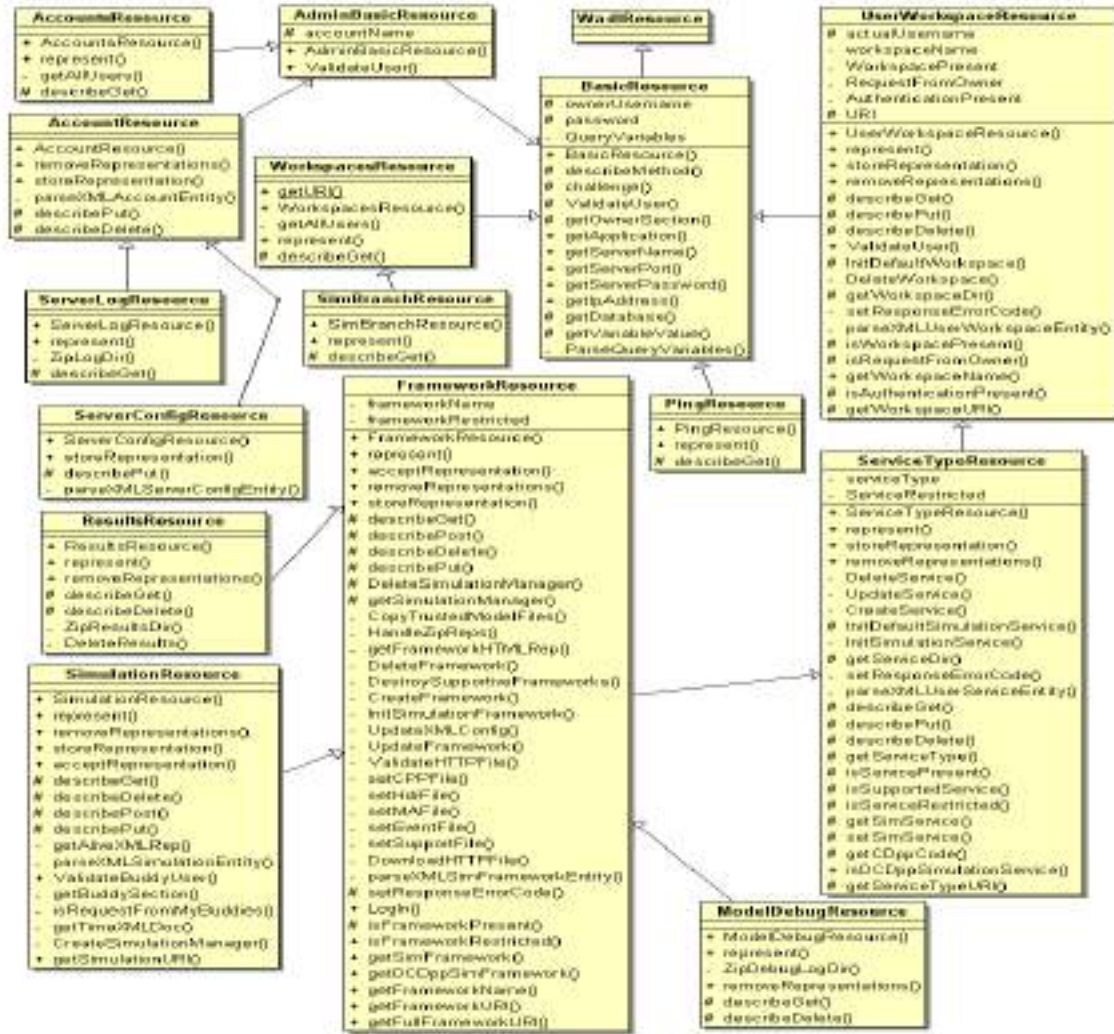 AccountsResource
+ AccountsResource()
+ represent()
- getAllUsers()
# describeGet()
AdminBasicResource
# accountName
+ AdminBasicResource()
+ ValidateUser()
WadlResource
UserWorkspaceResource
# actualUsername
- workspaceName
- WorkspacePresent
- RequestFromOwner
- AuthenticationPresent
# URI
+ UserWorkspaceResource()
+ represent()
+ storeRepresentation()
+ removeRepresentations()
# describeGet()
# describePut()
# describeDelete()
+ ValidateUser()
# InitDefaultWorkspace()
- DeleteWorkspace()
# getWorkspaceDir()
- setResponseErrorCode()
- parseXMLUserWorkspaceEntity()
# isWorkspacePresent()
# isRequestFromOwner()
+ getWorkspaceName()
# isAuthenticationPresent()
# getWorkspaceURI()
BasicResource
# ownerUsername
# password
- QueryVariables
+ BasicResource()
# describeMethod()
# challenge()
# ValidateUser()
# getOwnerSection()
+ getApplication()
+ getServerName()
+ getServerPort()
+ getServerPassword()
+ getIpAddress()
# getDatabase()
# getVariableValue()
- ParseQueryVariables()
AccountResource
+ AccountResource()
+ removeRepresentations()
+ storeRepresentation()
- parseXMLAccountEntity()
# describePut()
# describeDelete()
WorkspacesResource
+ getURI()
+ WorkspacesResource()
- getAllUsers()
+ represent()
# describeGet()
ServerLogResource
+ ServerLogResource()
+ represent()
- ZipLogDir()
# describeGet()
SimBranchResource
+ SimBranchResource()
+ represent()
# describeGet()
ServerConfigResource
+ ServerConfigResource()
+ storeRepresentation()
# describePut()
- parseXMLServerConfigEntity()
FrameworkResource
- frameworkName
- frameworkRestricted
+ FrameworkResource()
+ represent()
+ acceptRepresentation()
+ removeRepresentations()
+ storeRepresentation()
# describeGet()
# describePost()
# describeDelete()
# describePut()
# DeleteSimulationManager()
# getSimulationManager()
- CopyTrustedModelFiles()
- HandleZipReps()
- getFrameworkHTMLRep()
- DeleteFramework()
- DestroySupportiveFrameworks()
- CreateFramework()
- InitSimulationFramework()
- UpdateXMLConfig()
- UpdateFramework()
- ValidateHTTPFile()
- setCPPFile()
- setHdrFile()
- setMAFile()
- setEventFile()
- setSupportFile()
- DownloadHTTPFile()
- parseXMLSimFrameworkEntity()
# setResponseErrorCode()
+ LogIn()
# isFrameworkPresent()
+ isFrameworkRestricted()
+ getSimFramework()
+ getDCDppSimFramework()
+ getFrameworkName()
+ getFrameworkURI()
+ getFullFrameworkURI()
PingResource
+ PingResource()
+ represent()
# describeGet()
ServiceTypeResource
- serviceType
- ServiceRestricted
+ ServiceTypeResource()
+ represent()
+ storeRepresentation()
+ removeRepresentations()
- DeleteService()
- UpdateService()
- CreateService()
# InitDefaultSimulationService()
- InitSimulationService()
# getServiceDir()
- setResponseErrorCode()
- parseXMLUserServiceEntity()
# describeGet()
# describePut()
# describeDelete()
# getServiceType()
# isServicePresent()
# isSupportedService()
# isServiceRestricted()
# getSimService()
# setSimService()
# getCDppCode()
+ isDCDppSimulationService()
# getServiceTypeURI()
ResultsResource
+ ResultsResource()
+ represent()
+ removeRepresentations()
# describeGet()
# describeDelete()
- ZipResultsDir()
- DeleteResults()
SimulationResource
+ SimulationResource()
+ represent()
+ removeRepresentations()
+ storeRepresentation()
+ acceptRepresentation()
# describeGet()
# describeDelete()
# describePost()
# describePut()
- getAliveXMLRep()
- parseXMLSimulationEntity()
+ ValidateBuddyUser()
- getBuddySection()
- isRequestFromMyBuddies()
- getTimeXMLDoc()
- CreateSimulationManager()
+ getSimulationURI()
ModelDebugResource
+ ModelDebugResource()
+ represent()
- ZipDebugLogDir()
+ removeRepresentations()
# describeGet()
# describeDelete()